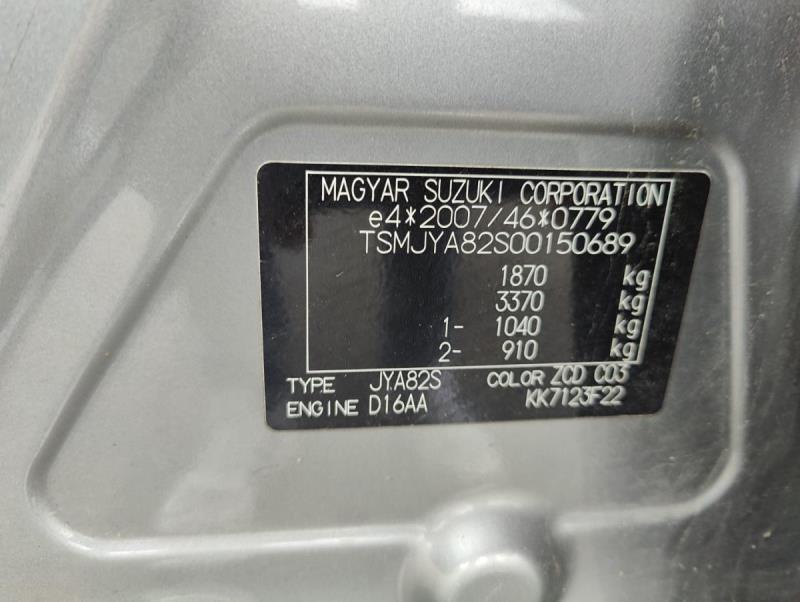 MAGYAR SUZUKI CORPORATION
e4*2007/46*0779
TSMJYA82S00150689
1870 kg
3370 kg
1- 1040 kg
2- 910 kg
TYPE JYA82S COLOR ZCD C03
ENGINE D16AA KK7123F22